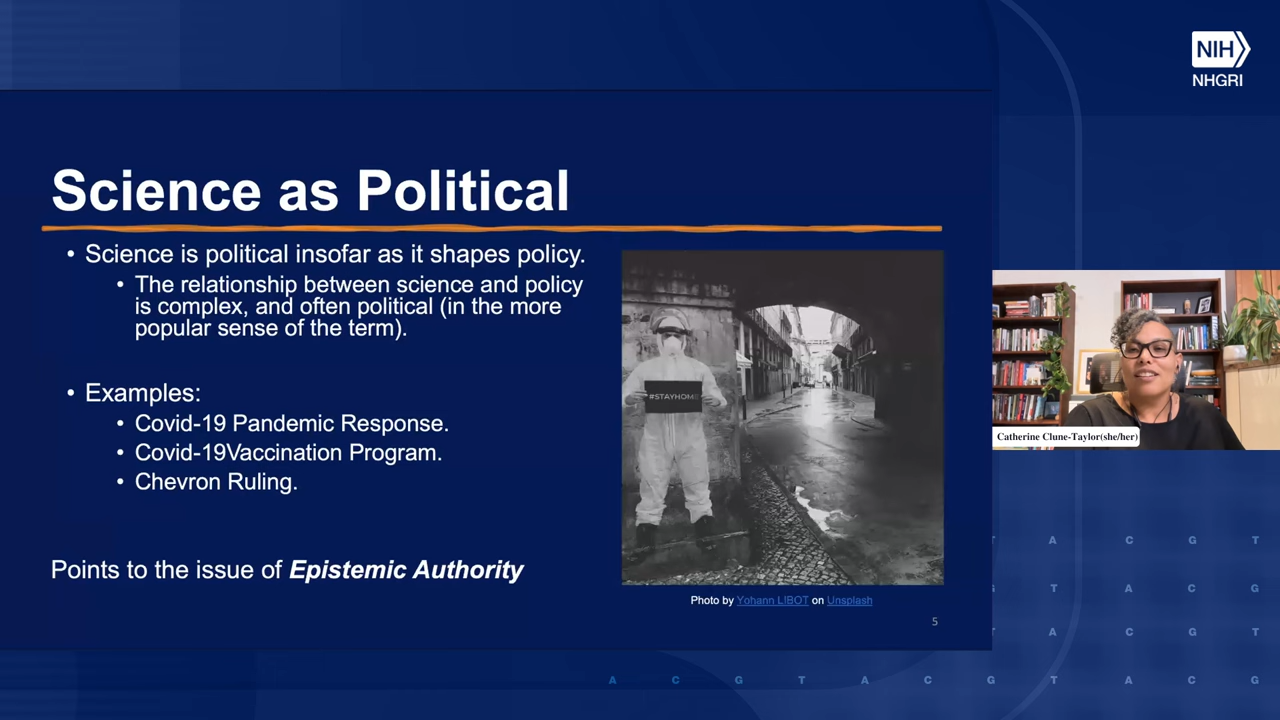 NIH
NHGRI
Science as Political
• Science is political insofar as it shapes policy.
• The relationship between science and policy
is complex, and often political (in the more
popular sense of the term).
• Examples:
• Covid-19 Pandemic Response.
• Covid-19Vaccination Program.
• Chevron Ruling.
Points to the issue of Epistemic Authority
#STAYHOME
Photo by Yohann LIBOT on Unsplash
5
Catherine Clune-Taylor(she/her)
T A C G T
G T A C G
T A C G T
A C G T A C G T A C G